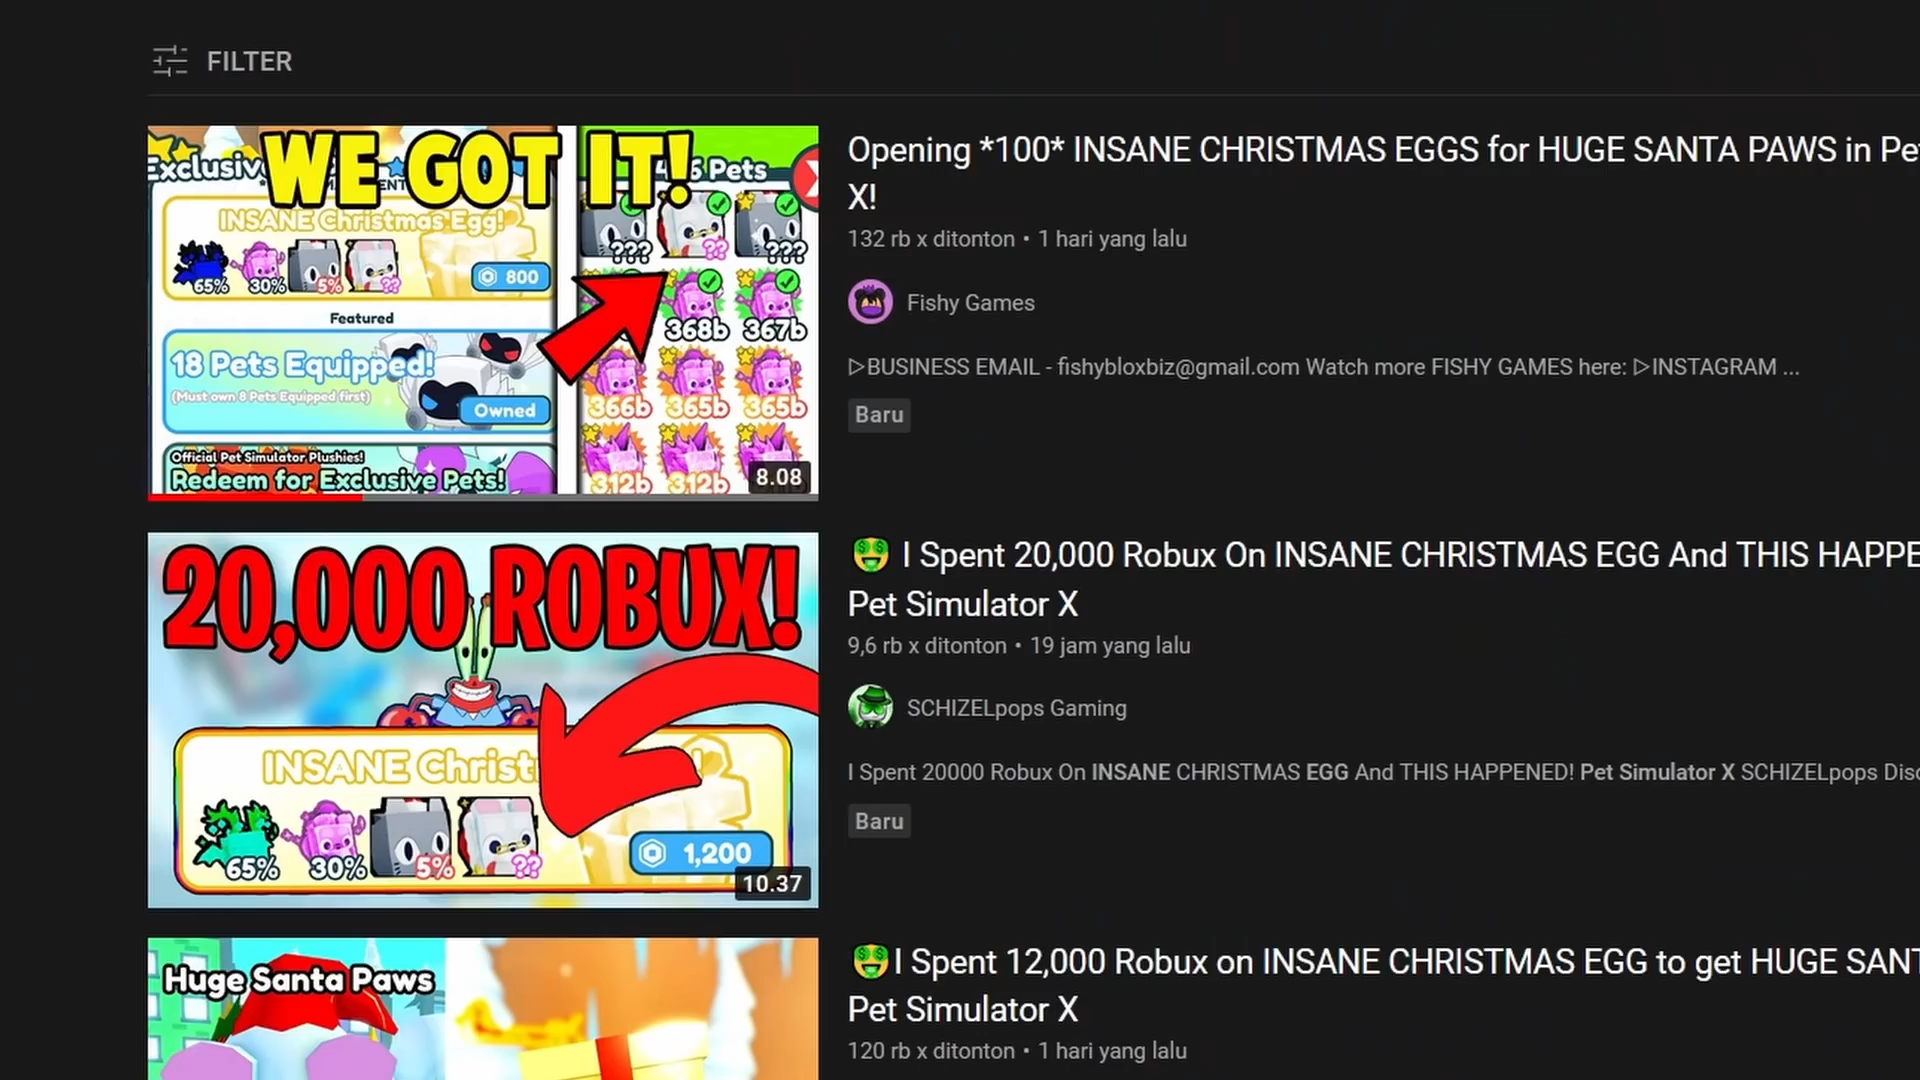 FILTER
WE GOT IT!
Exclusiv
Pets
INSANE Christmas Egg!
65%
30%
5%
??
800
Featured
18 Pets Equipped!
(Must own 8 Pets Equipped first)
Owned
Official Pet Simulator Plushies!
Redeem for Exclusive Pets!
???
??
???
368b
367b
366b
365b
365b
312b
312b
8.08
Opening *100* INSANE CHRISTMAS EGGS for HUGE SANTA PAWS in Pet
X!
132 rb x ditonton • 1 hari yang lalu
Fishy Games
▷BUSINESS EMAIL - fishybloxbiz@gmail.com Watch more FISHY GAMES here: ▷INSTAGRAM ...
Baru
20,000 ROBUX!
INSANE Christ
65%
30%
5%
??
1,200
10.37
🤑 I Spent 20,000 Robux On INSANE CHRISTMAS EGG And THIS HAPPE
Pet Simulator X
9,6 rb x ditonton • 19 jam yang lalu
SCHIZELpops Gaming
I Spent 20000 Robux On INSANE CHRISTMAS EGG And THIS HAPPENED! Pet Simulator X SCHIZELpops Disc
Baru
Huge Santa Paws
🤑I Spent 12,000 Robux on INSANE CHRISTMAS EGG to get HUGE SANT
Pet Simulator X
120 rb x ditonton • 1 hari yang lalu